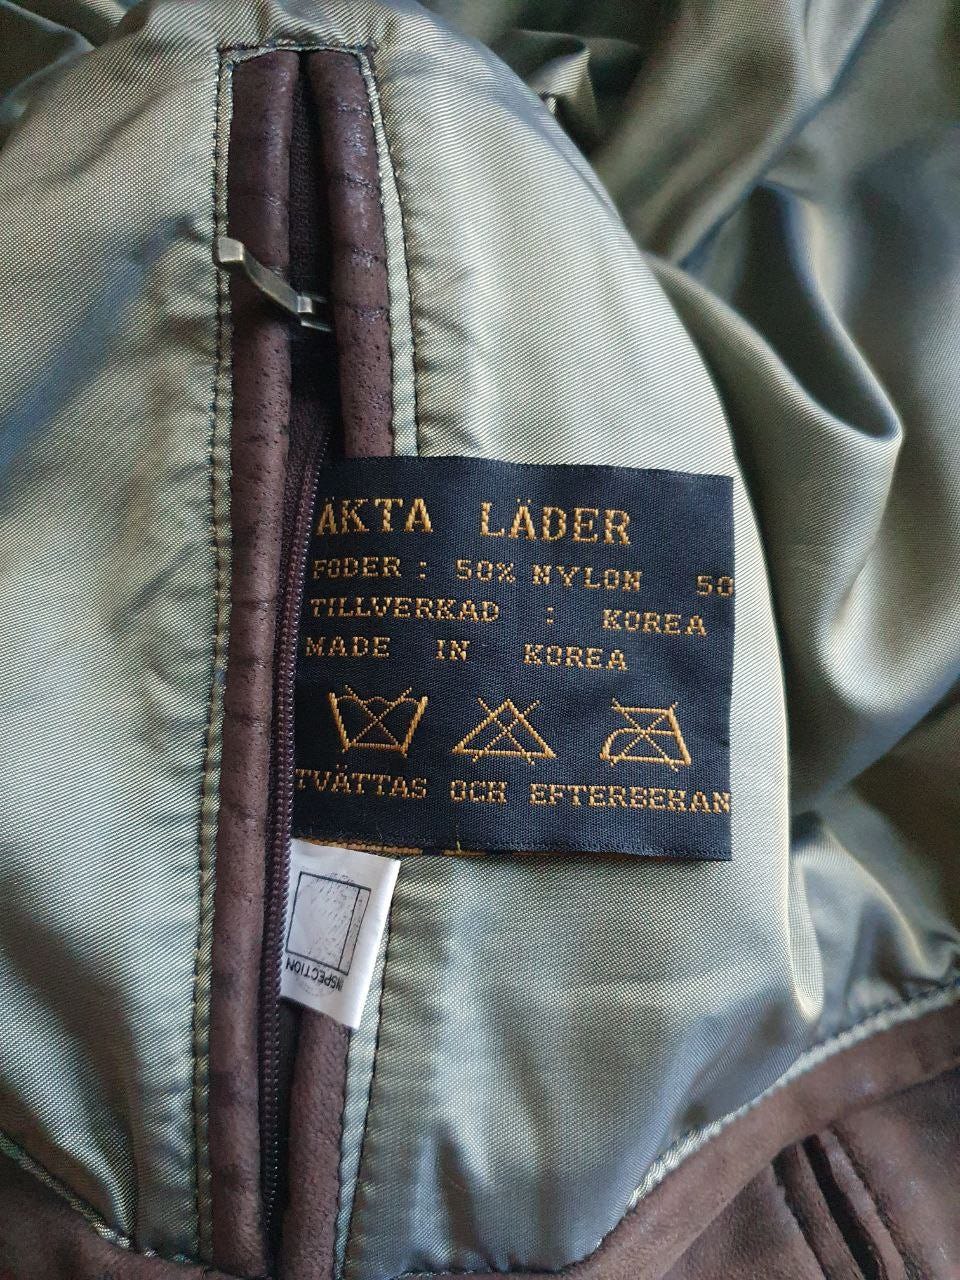 ÄKTA LÄDER
FODER : 50% NYLON 50
TILLVERKAD : KOREA
MADE IN KOREA
TVÄTTAS OCH EFTERBEHAN
INSPECTION